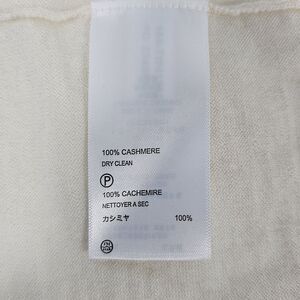 100% CASHMERE
DRY CLEAN
P
100% CACHEMIRE
NETTOYER A SEC
カシミヤ 100%